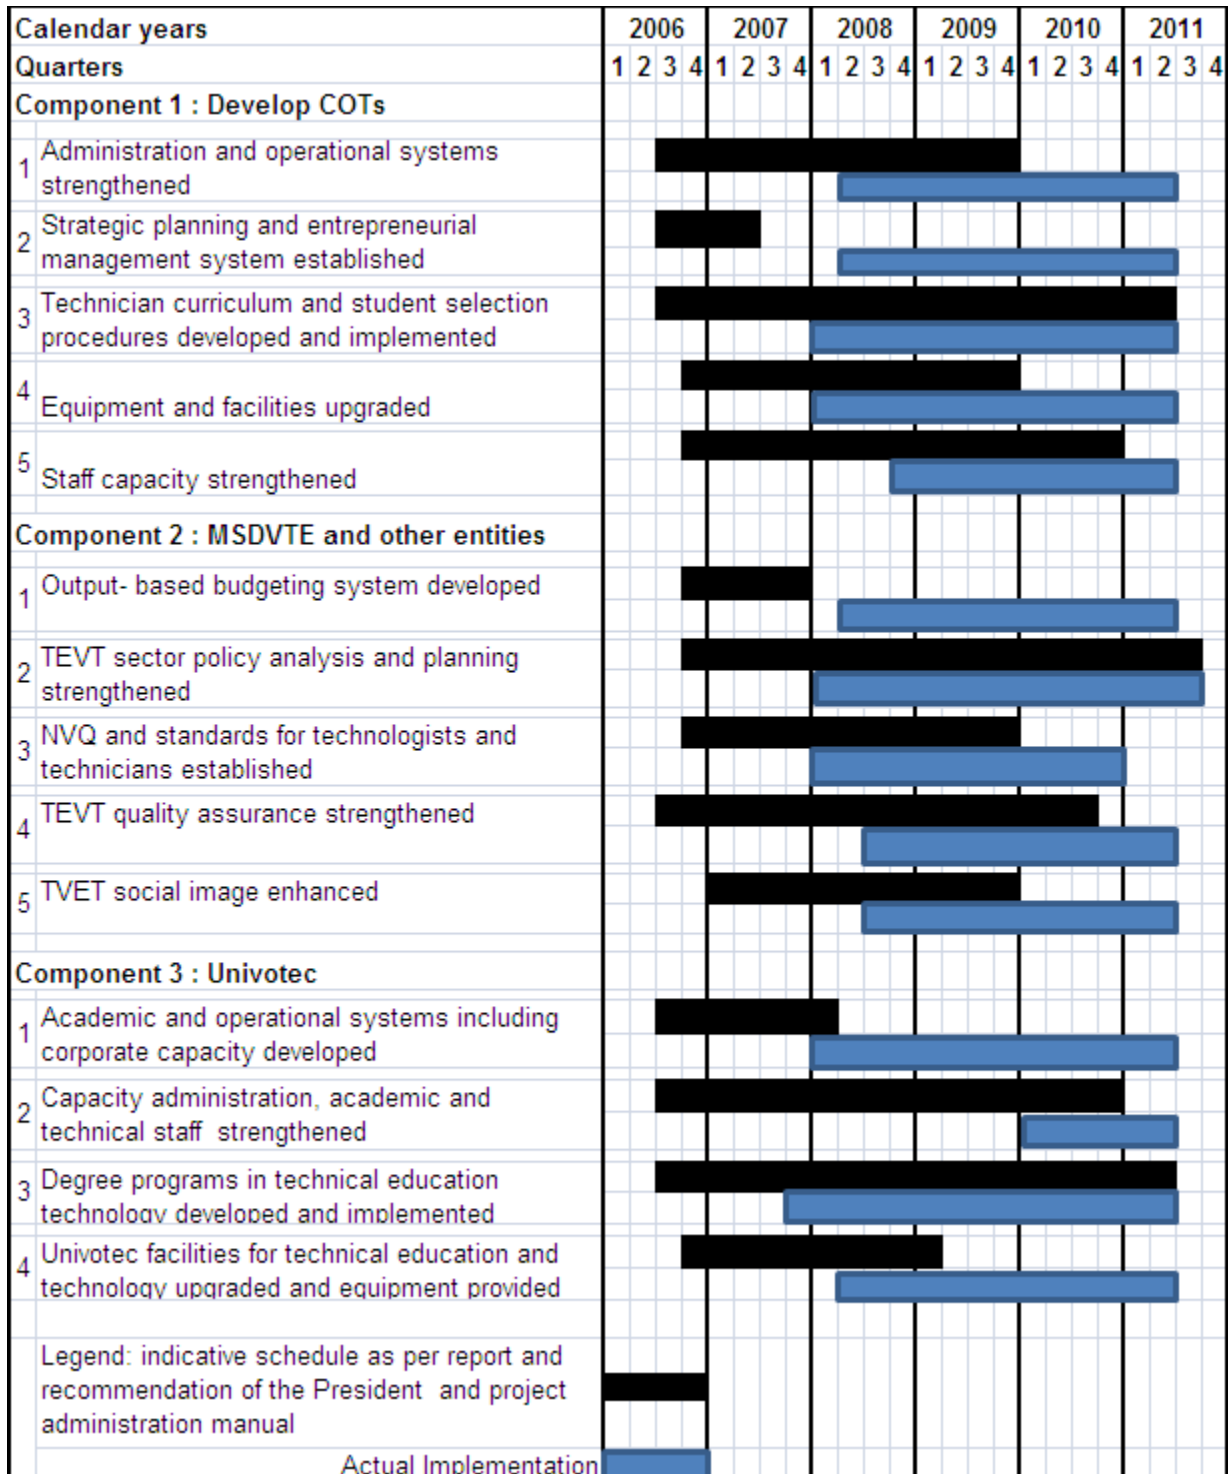 Calendar years 2006 2007 2008 2009 2010 2011
Quarters 1 2 3 4 1 2 3 4 1 2 3 4 1 2 3 4 1 2 3 4 1 2 3 4
Component 1 : Develop COTs
1 Administration and operational systems
strengthened
2 Strategic planning and entrepreneurial
management system established
3 Technician curriculum and student selection
procedures developed and implemented
4
Equipment and facilities upgraded
5
Staff capacity strengthened
Component 2 : MSDVTE and other entities
1 Output- based budgeting system developed
2 TEVT sector policy analysis and planning
strengthened
3 NVQ and standards for technologists and
technicians established
4 TEVT quality assurance strengthened
5 TVET social image enhanced
Component 3 : Univotec
1 Academic and operational systems including
corporate capacity developed
2 Capacity administration, academic and
technical staff strengthened
3 Degree programs in technical education
technology developed and implemented
4 Univotec facilities for technical education and
technology upgraded and equipment provided
Legend: indicative schedule as per report and
recommendation of the President and project
administration manual
Actual Implementation